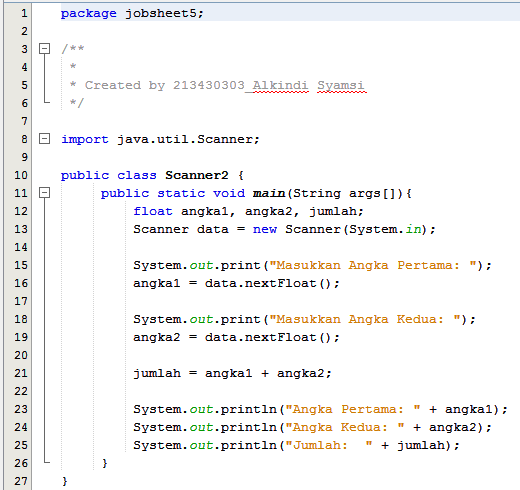 1 package jobsheet5;
2
3 /**
4 *
5 * Created by 213430303_Alkindi Syamsi
6 */
7
8 import java.util.Scanner;
9
10 public class Scanner2 {
11 public static void main(String args[]){
12 float angka1, angka2, jumlah;
13 Scanner data = new Scanner(System.in);
14
15 System.out.print("Masukkan Angka Pertama: ");
16 angka1 = data.nextFloat();
17
18 System.out.print("Masukkan Angka Kedua: ");
19 angka2 = data.nextFloat();
20
21 jumlah = angka1 + angka2;
22
23 System.out.println("Angka Pertama: " + angka1);
24 System.out.println("Angka Kedua: " + angka2);
25 System.out.println("Jumlah:  " + jumlah);
26 }
27 }